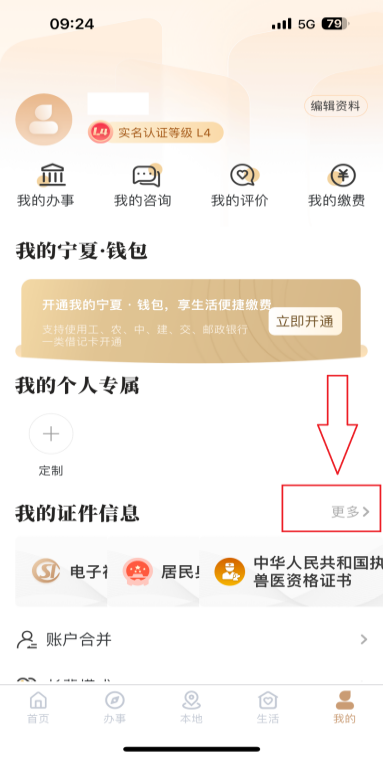 09:24
5G 79
编辑资料
L4 实名认证等级 L4
我的办事 我的咨询 我的评价 我的缴费
我的宁夏·钱包
开通我的宁夏·钱包，享生活便捷缴费
立即开通
支持使用工、农、中、建、交、邮政银行
一类借记卡开通
我的个人专属
定制
我的证件信息
更多
电子
居民
中华人民共和国执
兽医资格证书
账户合并
首页 办事 本地 生活 我的